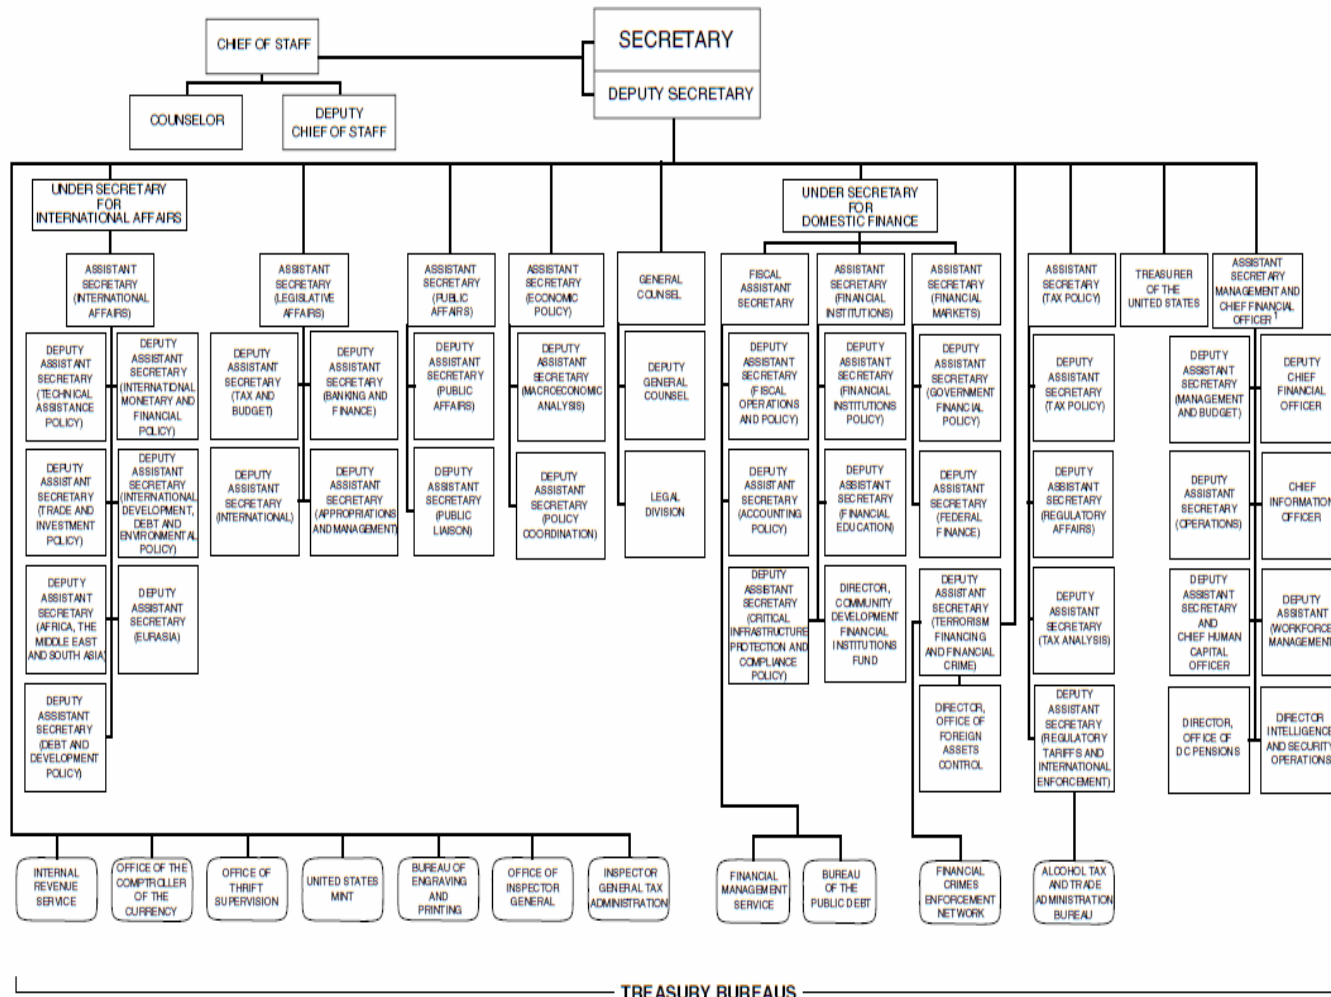 CHIEF OF STAFF
SECRETARY
DEPUTY SECRETARY
COUNSELOR
DEPUTY
CHIEF OF STAFF
UNDER SECRETARY
FOR
INTERNATIONAL AFFAIRS
UNDER SECRETARY
FOR
DOMESTIC FINANCE
ASSISTANT
SECRETARY
(INTERNATIONAL
AFFAIRS)
ASSISTANT
SECRETARY
(LEGISLATIVE
AFFAIRS)
ASSISTANT
SECRETARY
(PUBLIC
AFFAIRS)
ASSISTANT
SECRETARY
(ECONOMIC
POLICY)
GENERAL
COUNSEL
FISCAL
ASSISTANT
SECRETARY
ASSISTANT
SECRETARY
(FINANCIAL
INSTITUTIONS)
ASSISTANT
SECRETARY
(FINANCIAL
MARKETS)
ASSISTANT
SECRETARY
(TAX POLICY)
TREASURER
OF THE
UNITED STATES
ASSISTANT
SECRETARY
MANAGEMENT AND
CHIEF FINANCIAL
OFFICER 1
DEPUTY
ASSISTANT
SECRETARY
(TECHNICAL
ASSISTANCE
POLICY)
DEPUTY
ASSISTANT
SECRETARY
(INTERNATIONAL
MONETARY AND
FINANCIAL
POLICY)
DEPUTY
ASSISTANT
SECRETARY
(TAX AND
BUDGET)
DEPUTY
ASSISTANT
SECRETARY
(BANKING AND
FINANCE)
DEPUTY
ASSISTANT
SECRETARY
(PUBLIC
AFFAIRS)
DEPUTY
ASSISTANT
SECRETARY
(MACROECONOMIC
ANALYSIS)
DEPUTY
GENERAL
COUNSEL
DEPUTY
ASSISTANT
SECRETARY
(FISCAL
OPERATIONS
AND POLICY)
DEPUTY
ASSISTANT
SECRETARY
(FINANCIAL
INSTITUTIONS
POLICY)
DEPUTY
ASSISTANT
SECRETARY
(GOVERNMENT
FINANCIAL
POLICY)
DEPUTY
ASSISTANT
SECRETARY
(TAX POLICY)
DEPUTY
ASSISTANT
SECRETARY
(MANAGEMENT
AND BUDGET)
DEPUTY
CHIEF
FINANCIAL
OFFICER
DEPUTY
ASSISTANT
SECRETARY
(TRADE AND
INVESTMENT
POLICY)
DEPUTY
ASSISTANT
SECRETARY
(INTERNATIONAL
DEVELOPMENT,
DEBT AND
ENVIRONMENTAL
POLICY)
DEPUTY
ASSISTANT
SECRETARY
(INTERNATIONAL)
DEPUTY
ASSISTANT
SECRETARY
(APPROPRIATIONS
AND MANAGEMENT)
DEPUTY
ASSISTANT
SECRETARY
(PUBLIC
LIAISON)
DEPUTY
ASSISTANT
SECRETARY
(POLICY
COORDINATION)
LEGAL
DIVISION
DEPUTY
ASSISTANT
SECRETARY
(ACCOUNTING
POLICY)
DEPUTY
ASSISTANT
SECRETARY
(FINANCIAL
EDUCATION)
DEPUTY
ASSISTANT
SECRETARY
(FEDERAL
FINANCE)
DEPUTY
ASSISTANT
SECRETARY
(REGULATORY
AFFAIRS)
DEPUTY
ASSISTANT
SECRETARY
(OPERATIONS)
CHIEF
INFORMATION
OFFICER
DEPUTY
ASSISTANT
SECRETARY
(AFRICA, THE
MIDDLE EAST
AND SOUTH ASIA)
DEPUTY
ASSISTANT
SECRETARY
(EURASIA)
DEPUTY
ASSISTANT
SECRETARY
(CRITICAL
INFRASTRUCTURE
PROTECTION AND
COMPLIANCE
POLICY)
DIRECTOR,
COMMUNITY
DEVELOPMENT
FINANCIAL
INSTITUTIONS
FUND
DEPUTY
ASSISTANT
SECRETARY
(TERRORISM
FINANCING
AND FINANCIAL
CRIME)
DEPUTY
ASSISTANT
SECRETARY
(TAX ANALYSIS)
DEPUTY
ASSISTANT
SECRETARY
AND
CHIEF HUMAN
CAPITAL
OFFICER
DEPUTY
ASSISTANT
(WORKFORCE
MANAGEMENT
DEPUTY
ASSISTANT
SECRETARY
(DEBT AND
DEVELOPMENT
POLICY)
DIRECTOR,
OFFICE OF
FOREIGN
ASSETS
CONTROL
DEPUTY
ASSISTANT
SECRETARY
(REGULATORY
TARIFFS AND
INTERNATIONAL
ENFORCEMENT)
DIRECTOR,
OFFICE OF
DC PENSIONS
DIRECTOR
INTELLIGENCE
AND SECURITY
OPERATIONS
INTERNAL
REVENUE
SERVICE
OFFICE OF THE
COMPTROLLER
OF THE
CURRENCY
OFFICE OF
THRIFT
SUPERVISION
UNITED STATES
MINT
BUREAU OF
ENGRAVING
AND
PRINTING
OFFICE OF
INSPECTOR
GENERAL
INSPECTOR
GENERAL TAX
ADMINISTRATION
FINANCIAL
MANAGEMENT
SERVICE
BUREAU
OF THE
PUBLIC DEBT
FINANCIAL
CRIMES
ENFORCEMENT
NETWORK
ALCOHOL TAX
AND TRADE
ADMINISTRATION
BUREAU
TREASURY BUREAUS